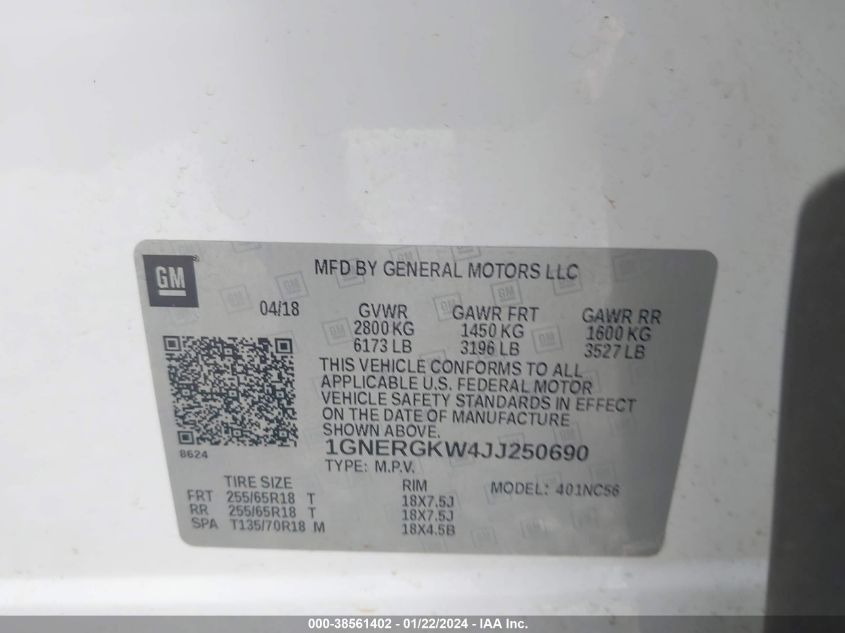 GM
MFD BY GENERAL MOTORS LLC
04/18
GVWR GAWR FRT GAWR RR
2800 KG 1450 KG 1600 KG
6173 LB 3196 LB 3527 LB
THIS VEHICLE CONFORMS TO ALL
APPLICABLE U.S. FEDERAL MOTOR
VEHICLE SAFETY STANDARDS IN EFFECT
ON THE DATE OF MANUFACTURE
SHOWN ABOVE.
8624
1GNERGKW4JJ250690
TYPE: M.P.V.
TIRE SIZE RIM MODEL: 401NC56
FRT 255/65R18 T 18X7.5J
RR 255/65R18 T 18X7.5J
SPA T135/70R18 M 18X4.5B
000-38561402 - 01/22/2024 - IAA Inc.